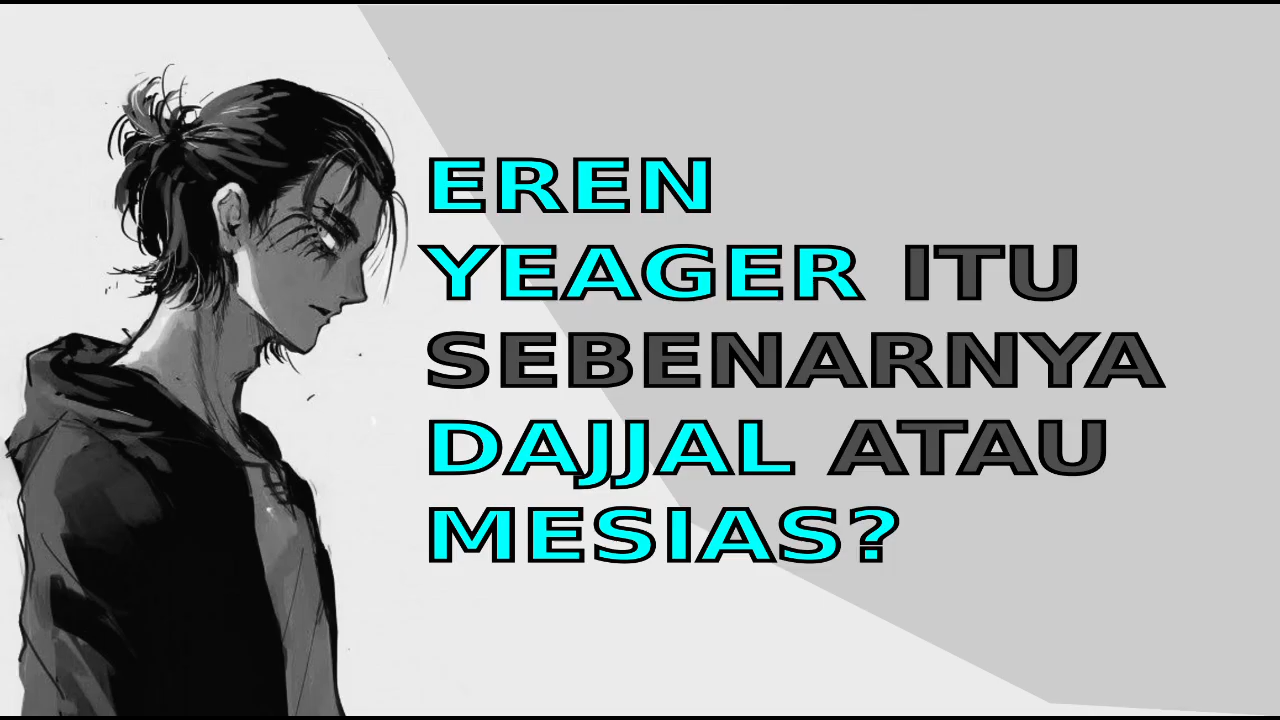 EREN
YEAGER ITU
SEBENARNYA
DAJJAL ATAU
MESIAS?